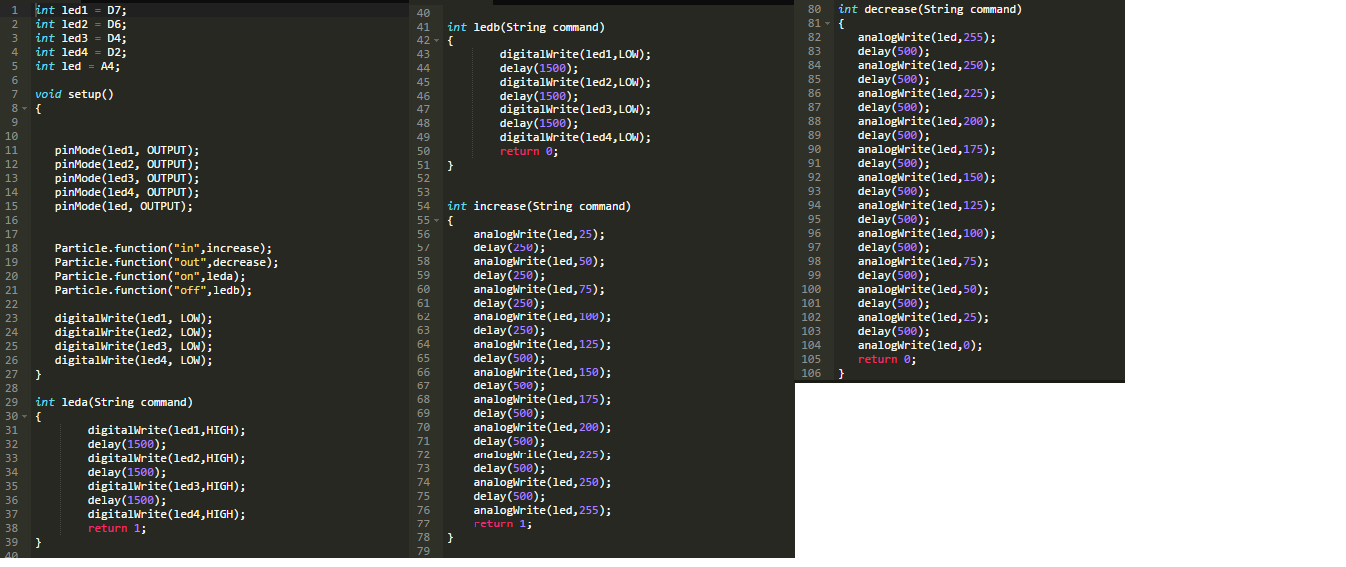 1 int led1 = D7;
2 int led2 = D6;
3 int led3 = D4;
4 int led4 = D2;
5 int led = A4;
6
7 void setup()
8 {
9
10
11 pinMode(led1, OUTPUT);
12 pinMode(led2, OUTPUT);
13 pinMode(led3, OUTPUT);
14 pinMode(led4, OUTPUT);
15 pinMode(led, OUTPUT);
16
17
18 Particle.function("in",increase);
19 Particle.function("out",decrease);
20 Particle.function("on",leda);
21 Particle.function("off",ledb);
22
23 digitalWrite(led1, LOW);
24 digitalWrite(led2, LOW);
25 digitalWrite(led3, LOW);
26 digitalWrite(led4, LOW);
27 }
28
29 int leda(String command)
30 {
31 digitalWrite(led1,HIGH);
32 delay(1500);
33 digitalWrite(led2,HIGH);
34 delay(1500);
35 digitalWrite(led3,HIGH);
36 delay(1500);
37 digitalWrite(led4,HIGH);
38 return 1;
39 }
40
40
41 int ledb(String command)
42 {
43 digitalWrite(led1,LOW);
44 delay(1500);
45 digitalWrite(led2,LOW);
46 delay(1500);
47 digitalWrite(led3,LOW);
48 delay(1500);
49 digitalWrite(led4,LOW);
50 return 0;
51 }
52
53
54 int increase(String command)
55 {
56 analogWrite(led,25);
57 delay(250);
58 analogWrite(led,50);
59 delay(250);
60 analogWrite(led,75);
61 delay(250);
62 analogWrite(led,100);
63 delay(250);
64 analogWrite(led,125);
65 delay(500);
66 analogWrite(led,150);
67 delay(500);
68 analogWrite(led,175);
69 delay(500);
70 analogWrite(led,200);
71 delay(500);
72 analogWrite(led,225);
73 delay(500);
74 analogWrite(led,250);
75 delay(500);
76 analogWrite(led,255);
77 return 1;
78 }
79
80 int decrease(String command)
81 {
82 analogWrite(led,255);
83 delay(500);
84 analogWrite(led,250);
85 delay(500);
86 analogWrite(led,225);
87 delay(500);
88 analogWrite(led,200);
89 delay(500);
90 analogWrite(led,175);
91 delay(500);
92 analogWrite(led,150);
93 delay(500);
94 analogWrite(led,125);
95 delay(500);
96 analogWrite(led,100);
97 delay(500);
98 analogWrite(led,75);
99 delay(500);
100 analogWrite(led,50);
101 delay(500);
102 analogWrite(led,25);
103 delay(500);
104 analogWrite(led,0);
105 return 0;
106 }